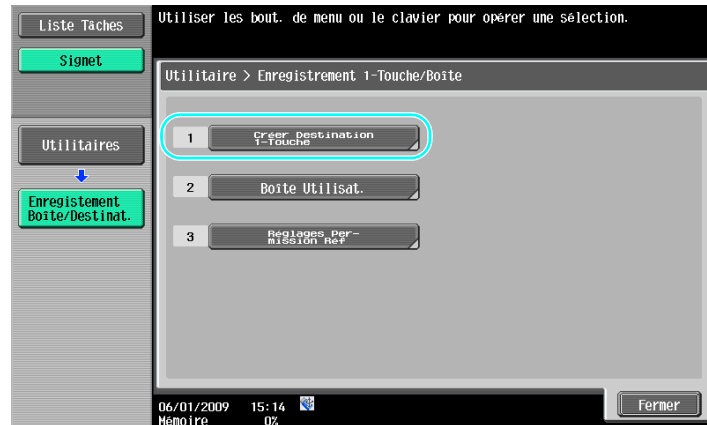 Liste Tâches
Utiliser les bout. de menu ou le clavier pour opérer une sélection.
Signet
Utilitaire > Enregistrement 1-Touche/Boîte
Utilitaires
1 Créer Destination
1-Touche
Enregistement
Boîte/Destinat.
2 Boîte Utilisat.
3 Réglages Per-
mission Réf
06/01/2009 15:14
Mémoire 0%
Fermer